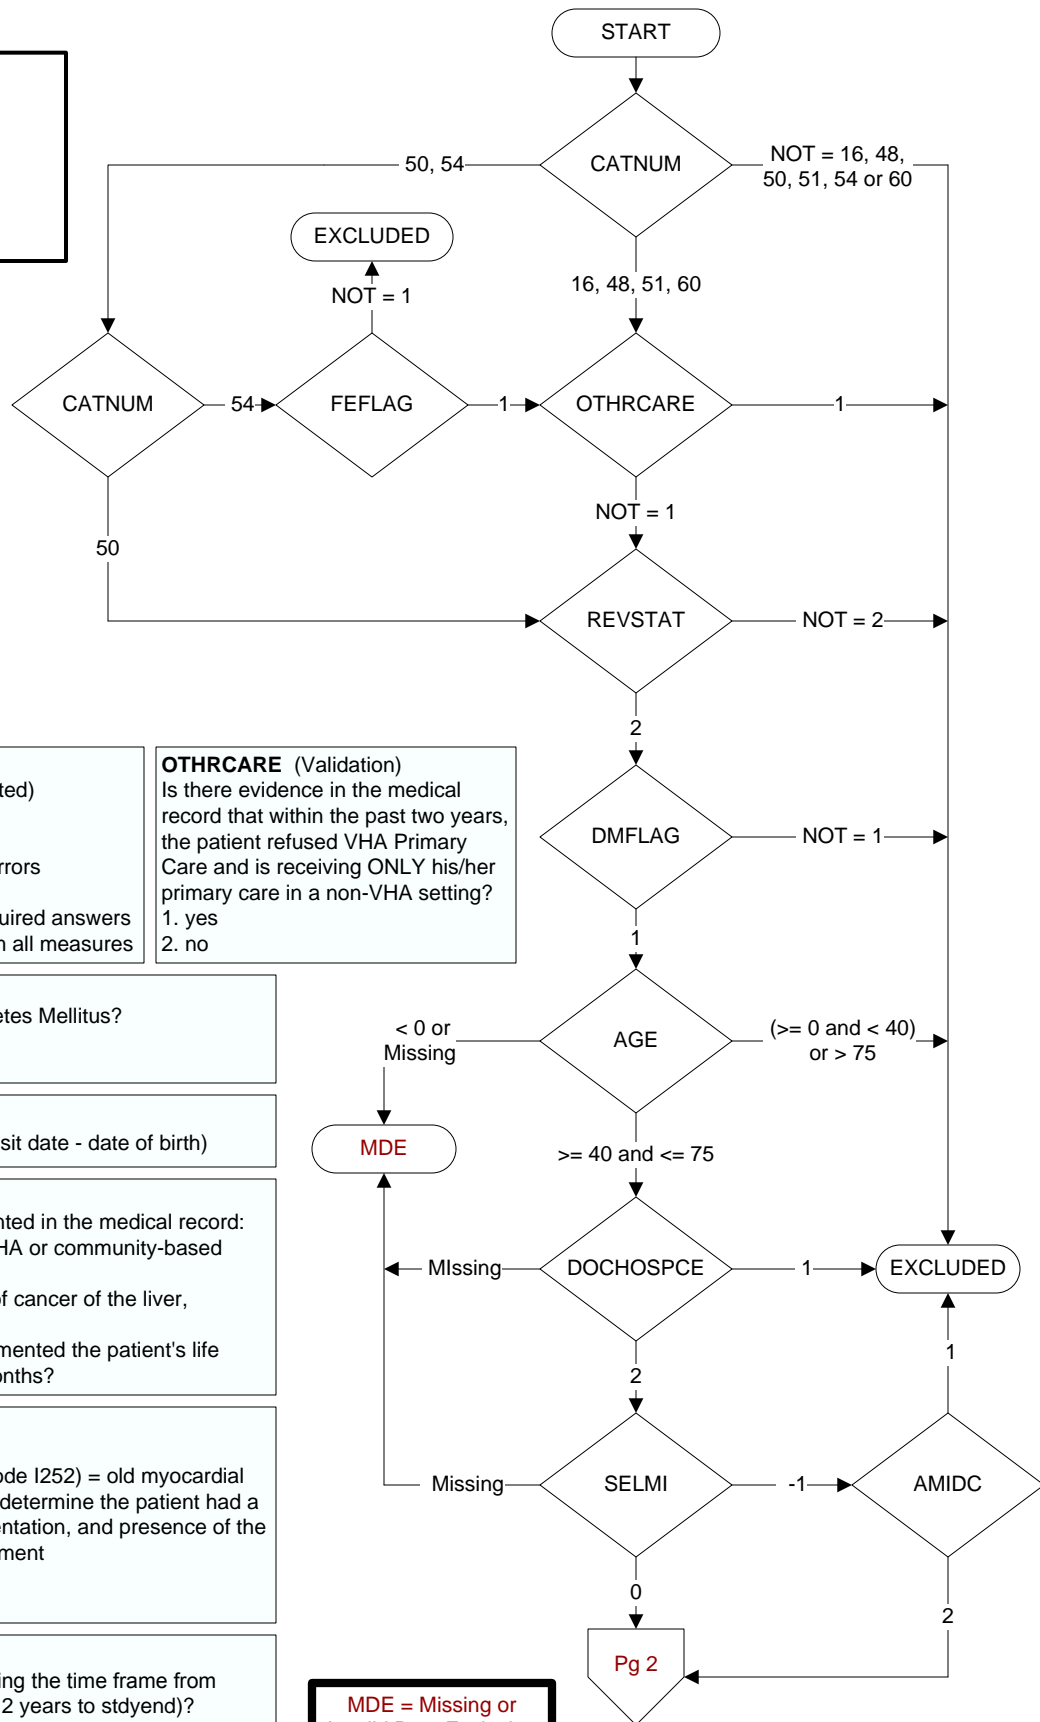 START
CATNUM
50, 54
NOT = 16, 48,
50, 51, 54 or 60
EXCLUDED
NOT = 1
16, 48, 51, 60
CATNUM
54
FEFLAG
1
OTHRCARE
1
NOT = 1
50
REVSTAT
NOT = 2
2
OTHRCARE (Validation)
Is there evidence in the medical
record that within the past two years,
the patient refused VHA Primary
Care and is receiving ONLY his/her
primary care in a non-VHA setting?
1. yes
2. no
ted)
rrors
uired answers
n all measures
DMFLAG
NOT = 1
1
etes Mellitus?
< 0 or
Missing
AGE
(>= 0 and < 40)
or > 75
sit date - date of birth)
MDE
>= 40 and <= 75
nted in the medical record:
HA or community-based
of cancer of the liver,
mented the patient's life
onths?
MIssing
DOCHOSPCE
1
EXCLUDED
2
1
ode I252) = old myocardial
determine the patient had a
entation, and presence of the
ment
Missing
SELMI
-1
AMIDC
0
2
ing the time frame from
2 years to stdyend)?
Pg 2
MDE = Missing or